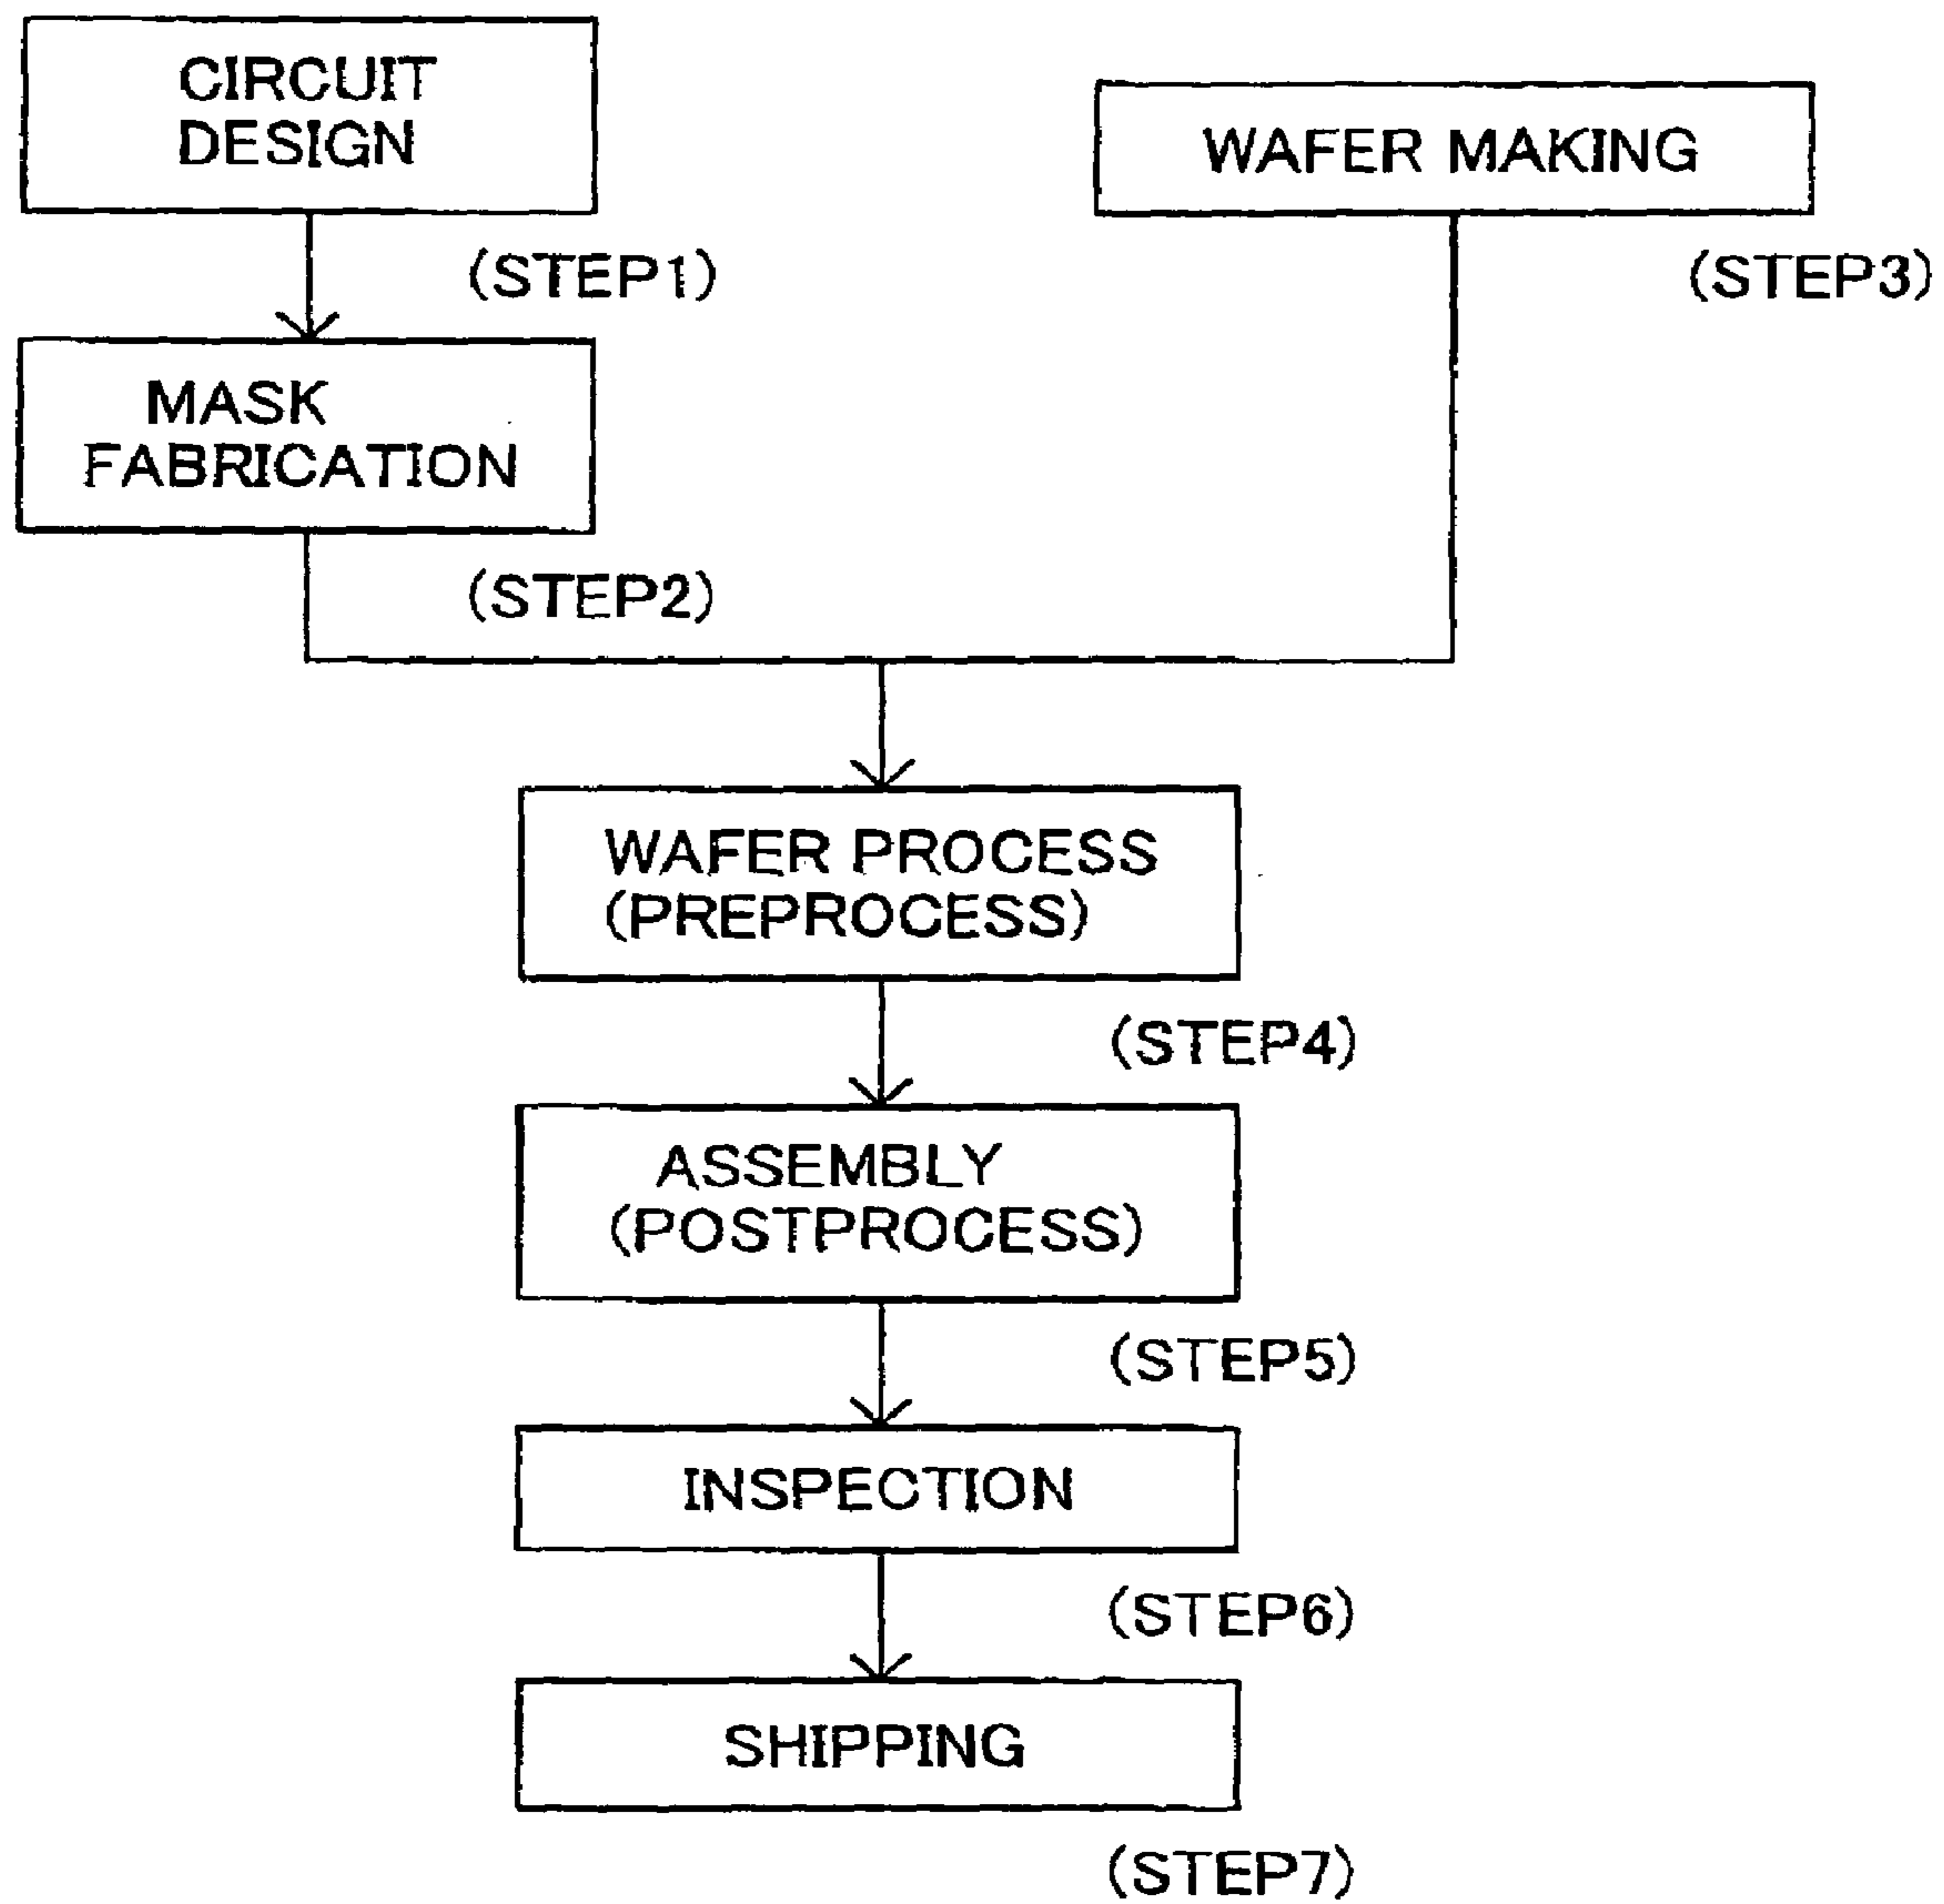 CIRCUIT
DESIGN
(STEP1)
MASK
FABRICATION
(STEP2)
WAFER MAKING
(STEP3)
WAFER PROCESS
(PREPROCESS)
(STEP4)
ASSEMBLY
(POSTPROCESS)
(STEP5)
INSPECTION
(STEP6)
SHIPPING
(STEP7)